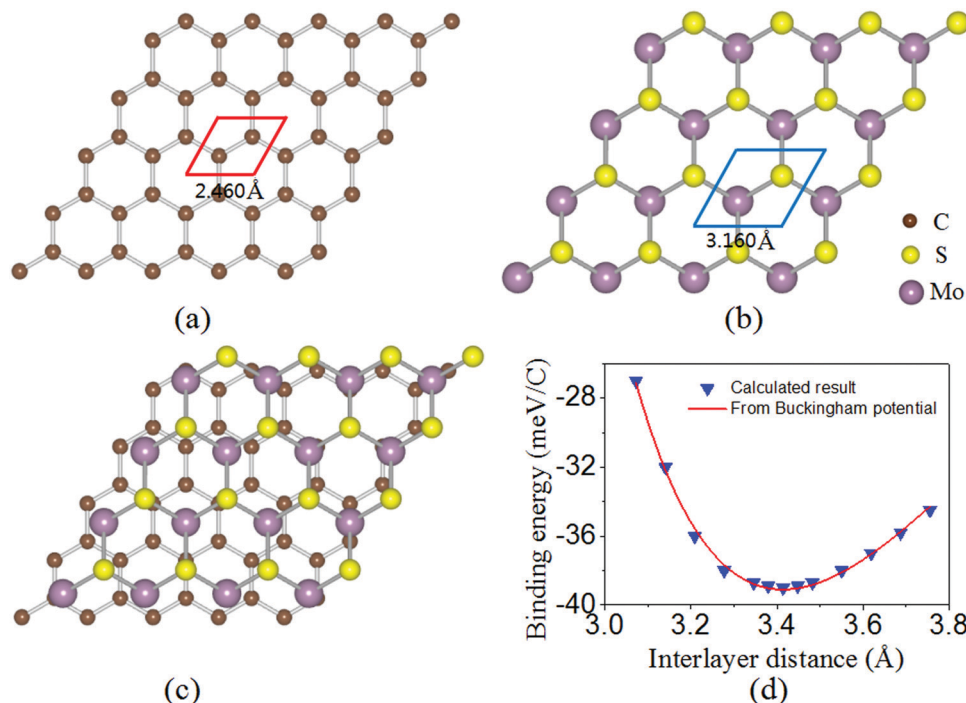 2.460Å
(a)
3.160Å
C
S
Mo
(b)
(c)
Calculated result
From Buckingham potential
Binding energy (meV/C)
-28
-32
-36
-40
3.0 3.2 3.4 3.6 3.8
Interlayer distance (Å)
(d)